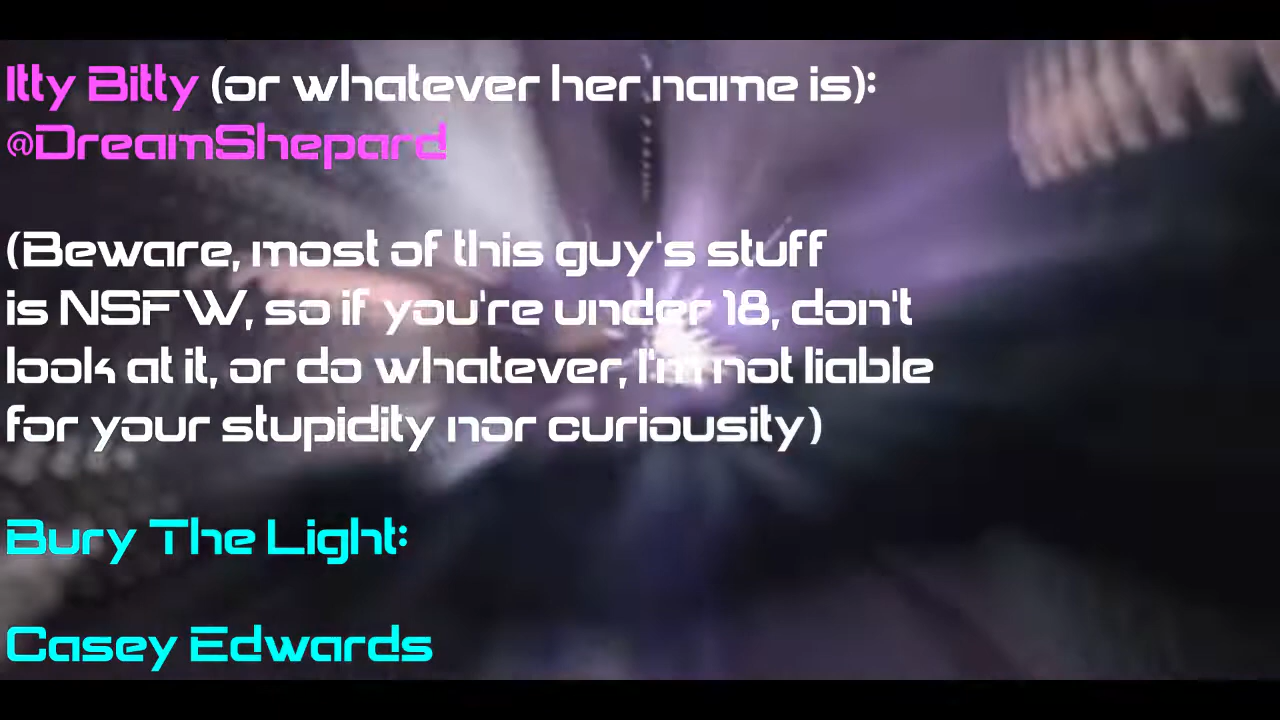 Itty Bitty (or whatever her name is):
@DreamShepard
(Beware, most of this guy's stuff
is NSFW, so if you're under 18, don't
look at it, or do whatever, I'm not liable
for your stupidity nor curiousity)
Bury The Light:
Casey Edwards